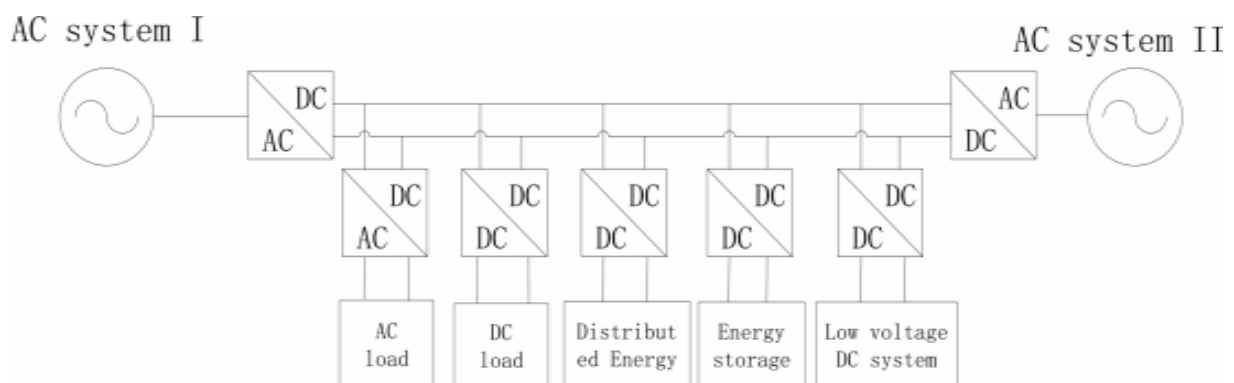 AC system I
AC system II
DC
AC
AC
DC
DC
AC
DC
DC
DC
DC
DC
DC
DC
DC
AC
load
DC
load
Distribut
ed Energy
Energy
storage
Low voltage
DC system